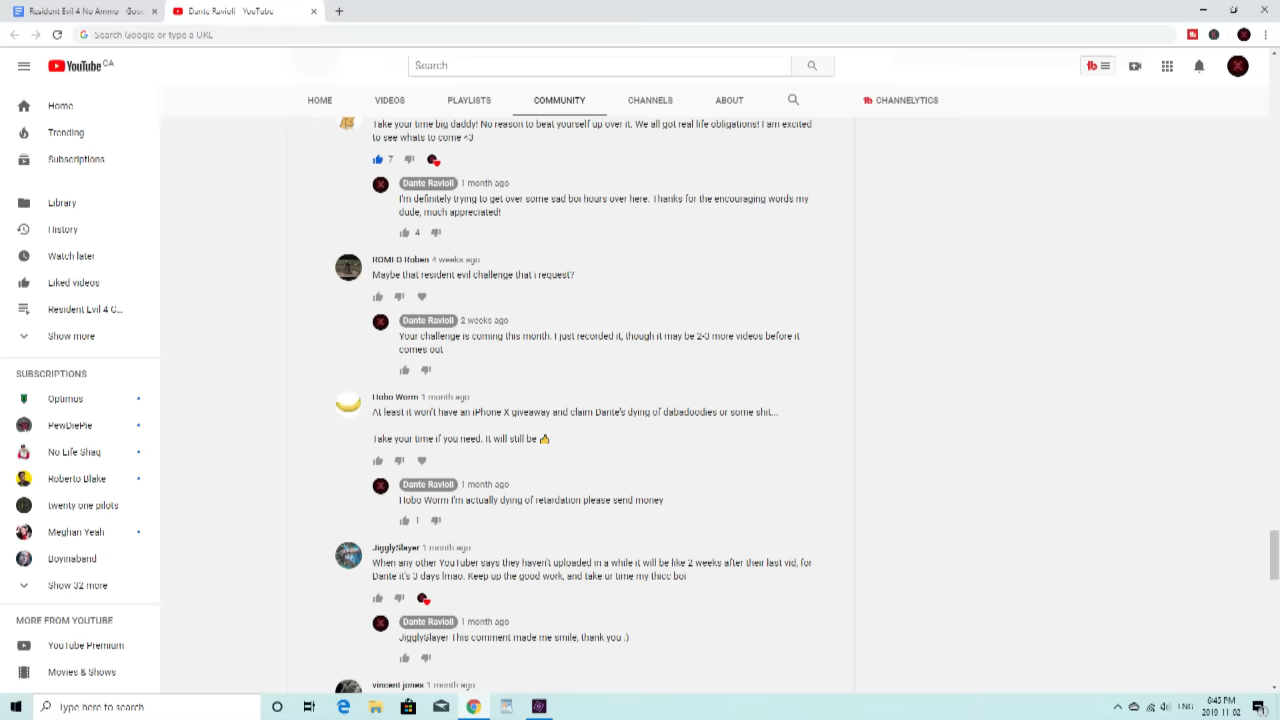 Resident Evil 4 No Ammo - Goog
Dante Ravioli - YouTube
Search Google or type a URL
YouTube CA
Search
HOME
VIDEOS
PLAYLISTS
COMMUNITY
CHANNELS
ABOUT
CHANNELYTICS
Home
Trending
Subscriptions
Library
History
Watch later
Liked videos
Resident Evil 4 C...
Show more
SUBSCRIPTIONS
Optimus
PewDiePie
No Life Shaq
Roberto Blake
twenty one pilots
Meghan Yeah
Boyinaband
Show 32 more
MORE FROM YOUTUBE
YouTube Premium
Movies & Shows
Take your time big daddy! No reason to beat yourself up over it. We all got real life obligations! I am excited
to see whats to come <3
7
Dante Ravioli 1 month ago
I'm definitely trying to get over some sad boi hours over here. Thanks for the encouraging words my
dude, much appreciated!
4
ROMEO Roben 4 weeks ago
Maybe that resident evil challenge that i request?
Dante Ravioli 2 weeks ago
Your challenge is coming this month. I just recorded it, though it may be 2-3 more videos before it
comes out
Hobo Worm 1 month ago
At least it won't have an iPhone X giveaway and claim Dante's dying of dabadoodies or some shit...
Take your time if you need. It will still be 👍
Dante Ravioli 1 month ago
Hobo Worm I'm actually dying of retardation please send money
1
JigglySlayer 1 month ago
When any other YouTuber says they haven't uploaded in a while it will be like 2 weeks after their last vid, for
Dante it's 3 days lmao. Keep up the good work, and take ur time my thicc boi
Dante Ravioli 1 month ago
JigglySlayer This comment made me smile, thank you :)
vincent jones 1 month ago
Type here to search
ENG
6:45 PM
2019-11-02